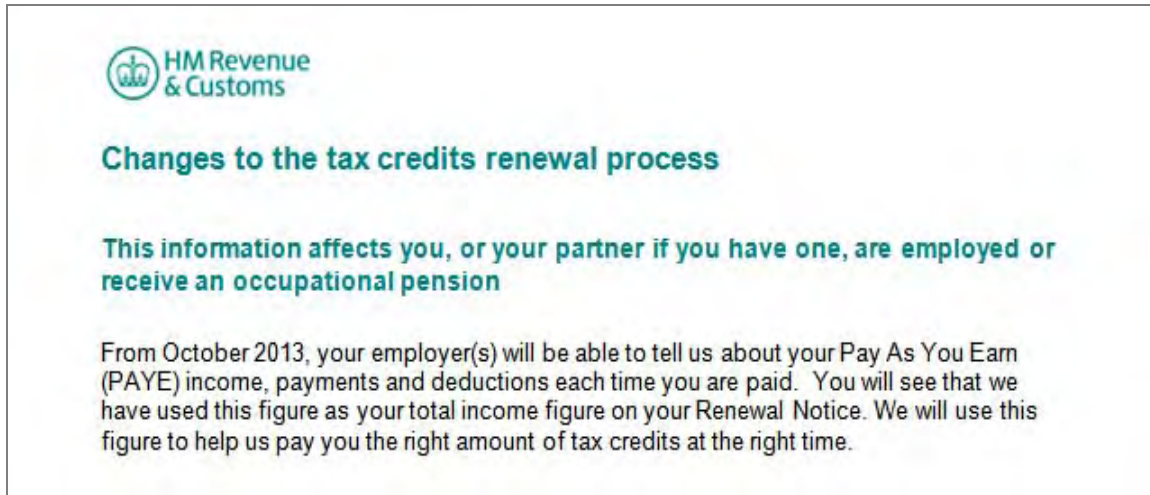 HM Revenue
& Customs
Changes to the tax credits renewal process
This information affects you, or your partner if you have one, are employed or
receive an occupational pension
From October 2013, your employer(s) will be able to tell us about your Pay As You Earn
(PAYE) income, payments and deductions each time you are paid.  You will see that we
have used this figure as your total income figure on your Renewal Notice. We will use this
figure to help us pay you the right amount of tax credits at the right time.